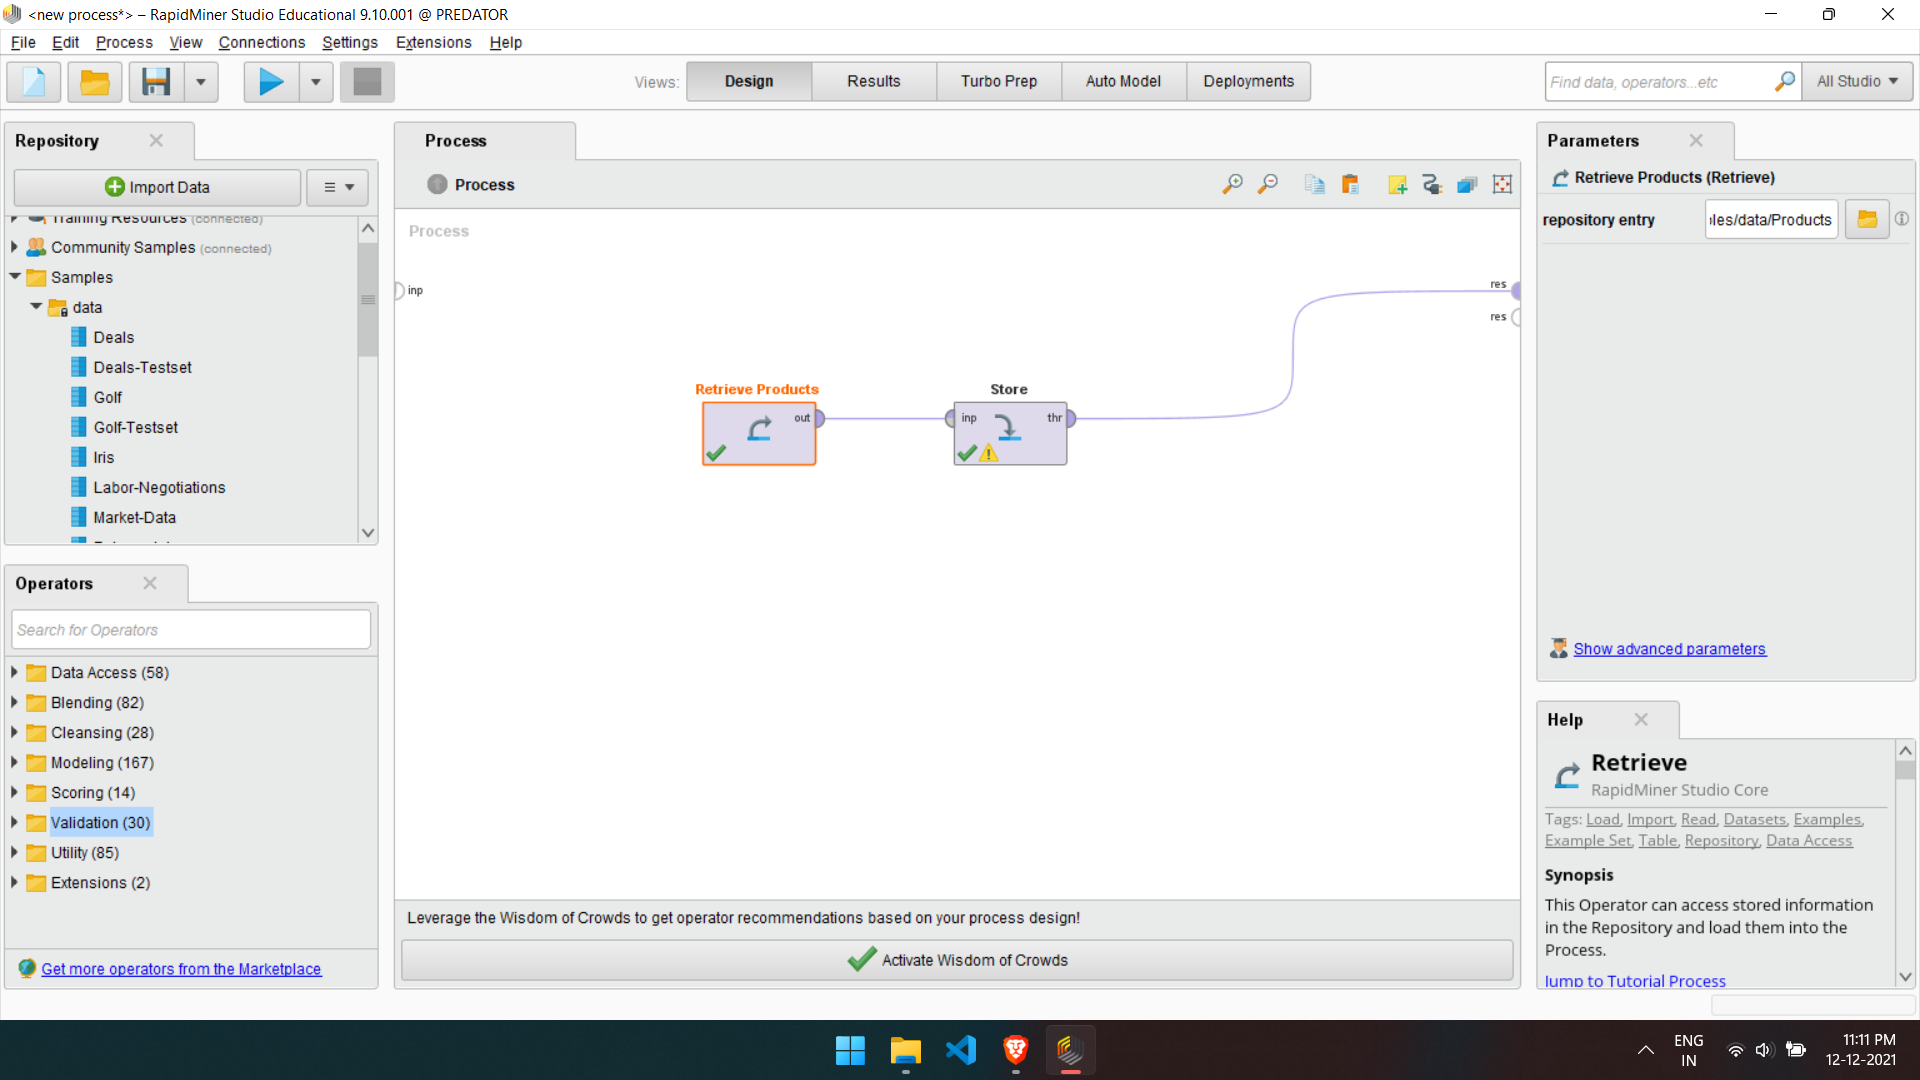 <new process*> – RapidMiner Studio Educational 9.10.001 @ PREDATOR
File Edit Process View Connections Settings Extensions Help
Views: Design Results Turbo Prep Auto Model Deployments
Find data, operators...etc
All Studio
Repository
Import Data
Training Resources (connected)
Community Samples (connected)
Samples
data
Deals
Deals-Testset
Golf
Golf-Testset
Iris
Labor-Negotiations
Market-Data
Operators
Search for Operators
Data Access (58)
Blending (82)
Cleansing (28)
Modeling (167)
Scoring (14)
Validation (30)
Utility (85)
Extensions (2)
Get more operators from the Marketplace
Process
Process
Process
inp
res
res
Retrieve Products
out
Store
inp thr
Leverage the Wisdom of Crowds to get operator recommendations based on your process design!
Activate Wisdom of Crowds
Parameters
Retrieve Products (Retrieve)
repository entry
les/data/Products
Show advanced parameters
Help
Retrieve
RapidMiner Studio Core
Tags: Load, Import, Read, Datasets, Examples,
Example Set, Table, Repository, Data Access
Synopsis
This Operator can access stored information
in the Repository and load them into the
Process.
Jump to Tutorial Process
ENG
IN
11:11 PM
12-12-2021